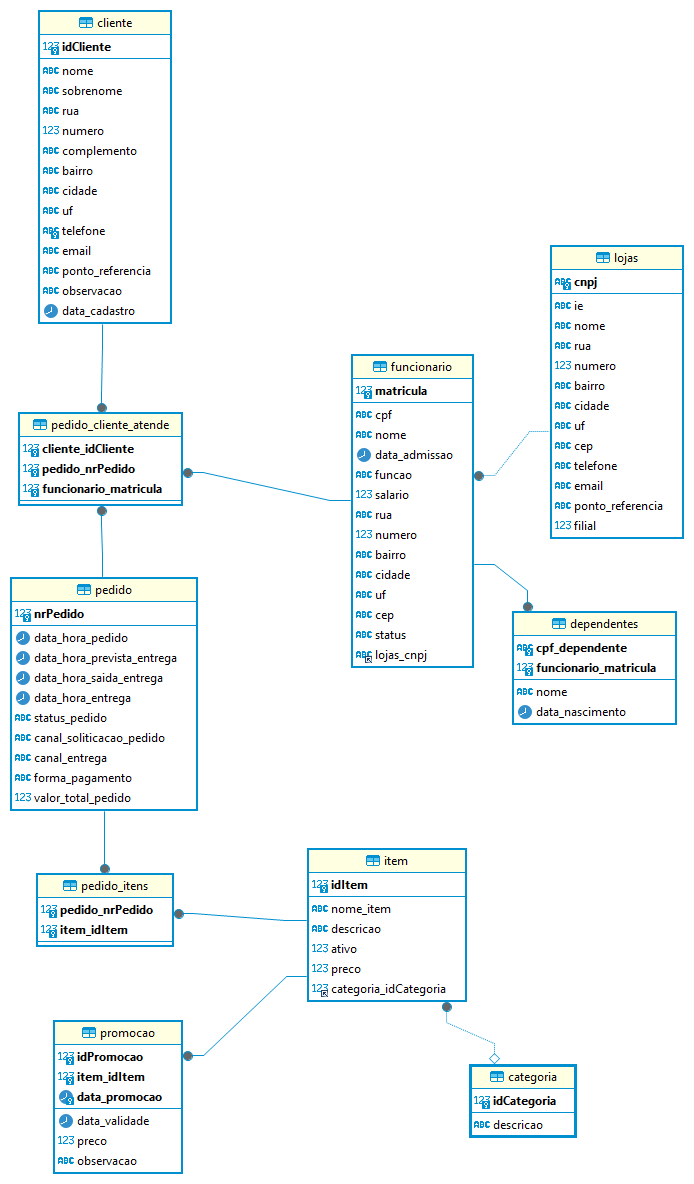 cliente
123 idCliente
ABC nome
ABC sobrenome
ABC rua
123 numero
ABC complemento
ABC bairro
ABC cidade
ABC uf
ABC telefone
ABC email
ABC ponto_referencia
ABC observacao
data_cadastro
lojas
ABC cnpj
ABC ie
ABC nome
ABC rua
123 numero
ABC bairro
ABC cidade
ABC uf
ABC cep
ABC telefone
ABC email
ABC ponto_referencia
123 filial
funcionario
123 matricula
ABC cpf
ABC nome
data_admissao
ABC funcao
123 salario
ABC rua
123 numero
ABC bairro
ABC cidade
ABC uf
ABC cep
ABC status
ABC lojas_cnpj
pedido_cliente_atende
123 cliente_idCliente
123 pedido_nrPedido
123 funcionario_matricula
pedido
123 nrPedido
data_hora_pedido
data_hora_prevista_entrega
data_hora_saida_entrega
data_hora_entrega
ABC status_pedido
ABC canal_soliticacao_pedido
ABC canal_entrega
ABC forma_pagamento
123 valor_total_pedido
dependentes
ABC cpf_dependente
123 funcionario_matricula
ABC nome
data_nascimento
pedido_itens
123 pedido_nrPedido
123 item_idItem
item
123 idItem
ABC nome_item
ABC descricao
123 ativo
123 preco
123 categoria_idCategoria
promocao
123 idPromocao
123 item_idItem
data_promocao
data_validade
123 preco
ABC observacao
categoria
123 idCategoria
ABC descricao